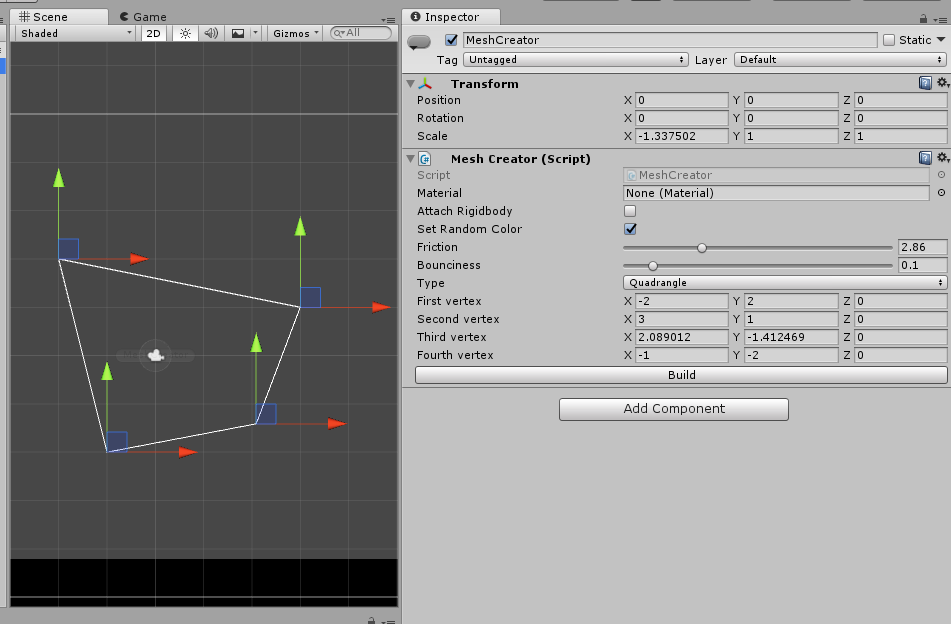 Scene
Game
Shaded
2D
Gizmos
All
Inspector
MeshCreator
Static
Tag
Untagged
Layer
Default
Transform
Position X 0 Y 0 Z 0
Rotation X 0 Y 0 Z 0
Scale X -1.337502 Y 1 Z 1
C#
Mesh Creator (Script)
Script
MeshCreator
Material
None (Material)
Attach Rigidbody
Set Random Color
Friction
2.86
Bounciness
0.1
Type
Quadrangle
First vertex X -2 Y 2 Z 0
Second vertex X 3 Y 1 Z 0
Third vertex X 2.089012 Y -1.412469 Z 0
Fourth vertex X -1 Y -2 Z 0
Build
Add Component